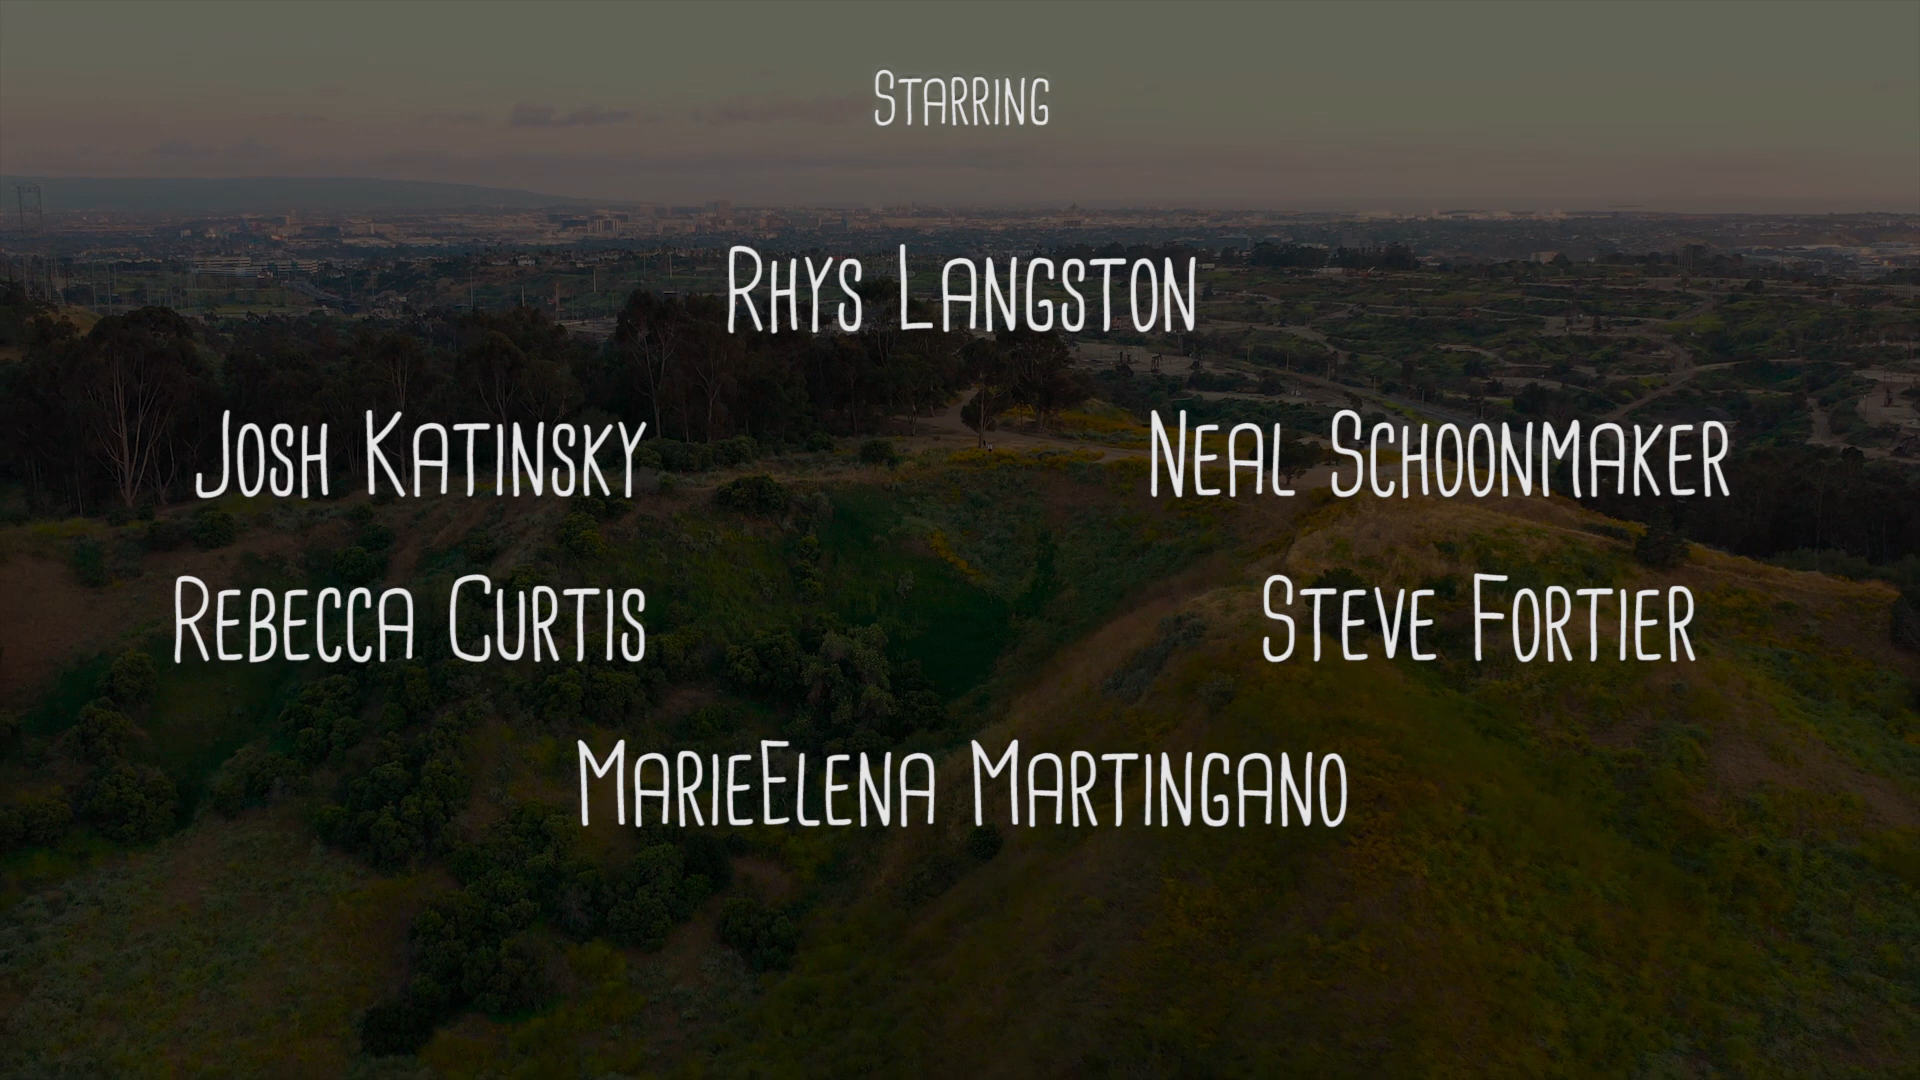 Starring
Rhys Langston
Josh Katinsky
Neal Schoonmaker
Rebecca Curtis
Steve Fortier
MarieElena Martingano